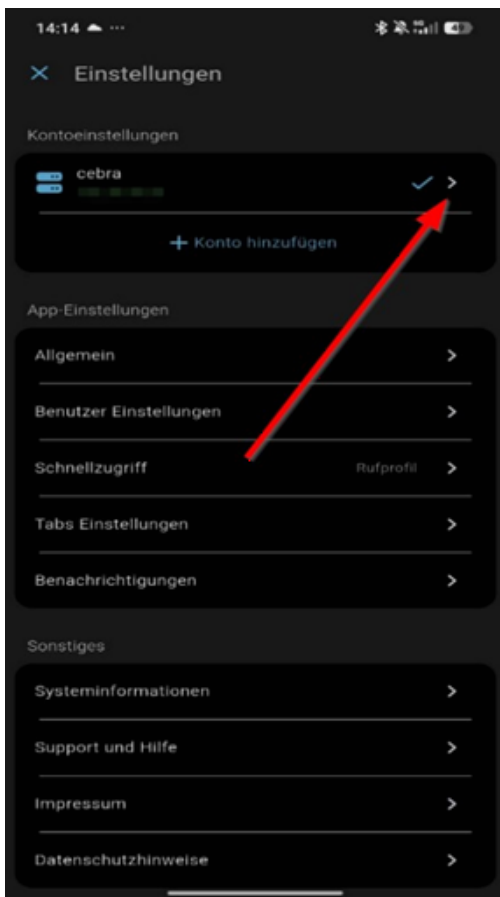 14:14
Einstellungen
Kontoeinstellungen
cebra
Konto hinzufügen
App-Einstellungen
Allgemein
Benutzer Einstellungen
Schnellzugriff Rufprofil
Tabs Einstellungen
Benachrichtigungen
Sonstiges
Systeminformationen
Support und Hilfe
Impressum
Datenschutzhinweise